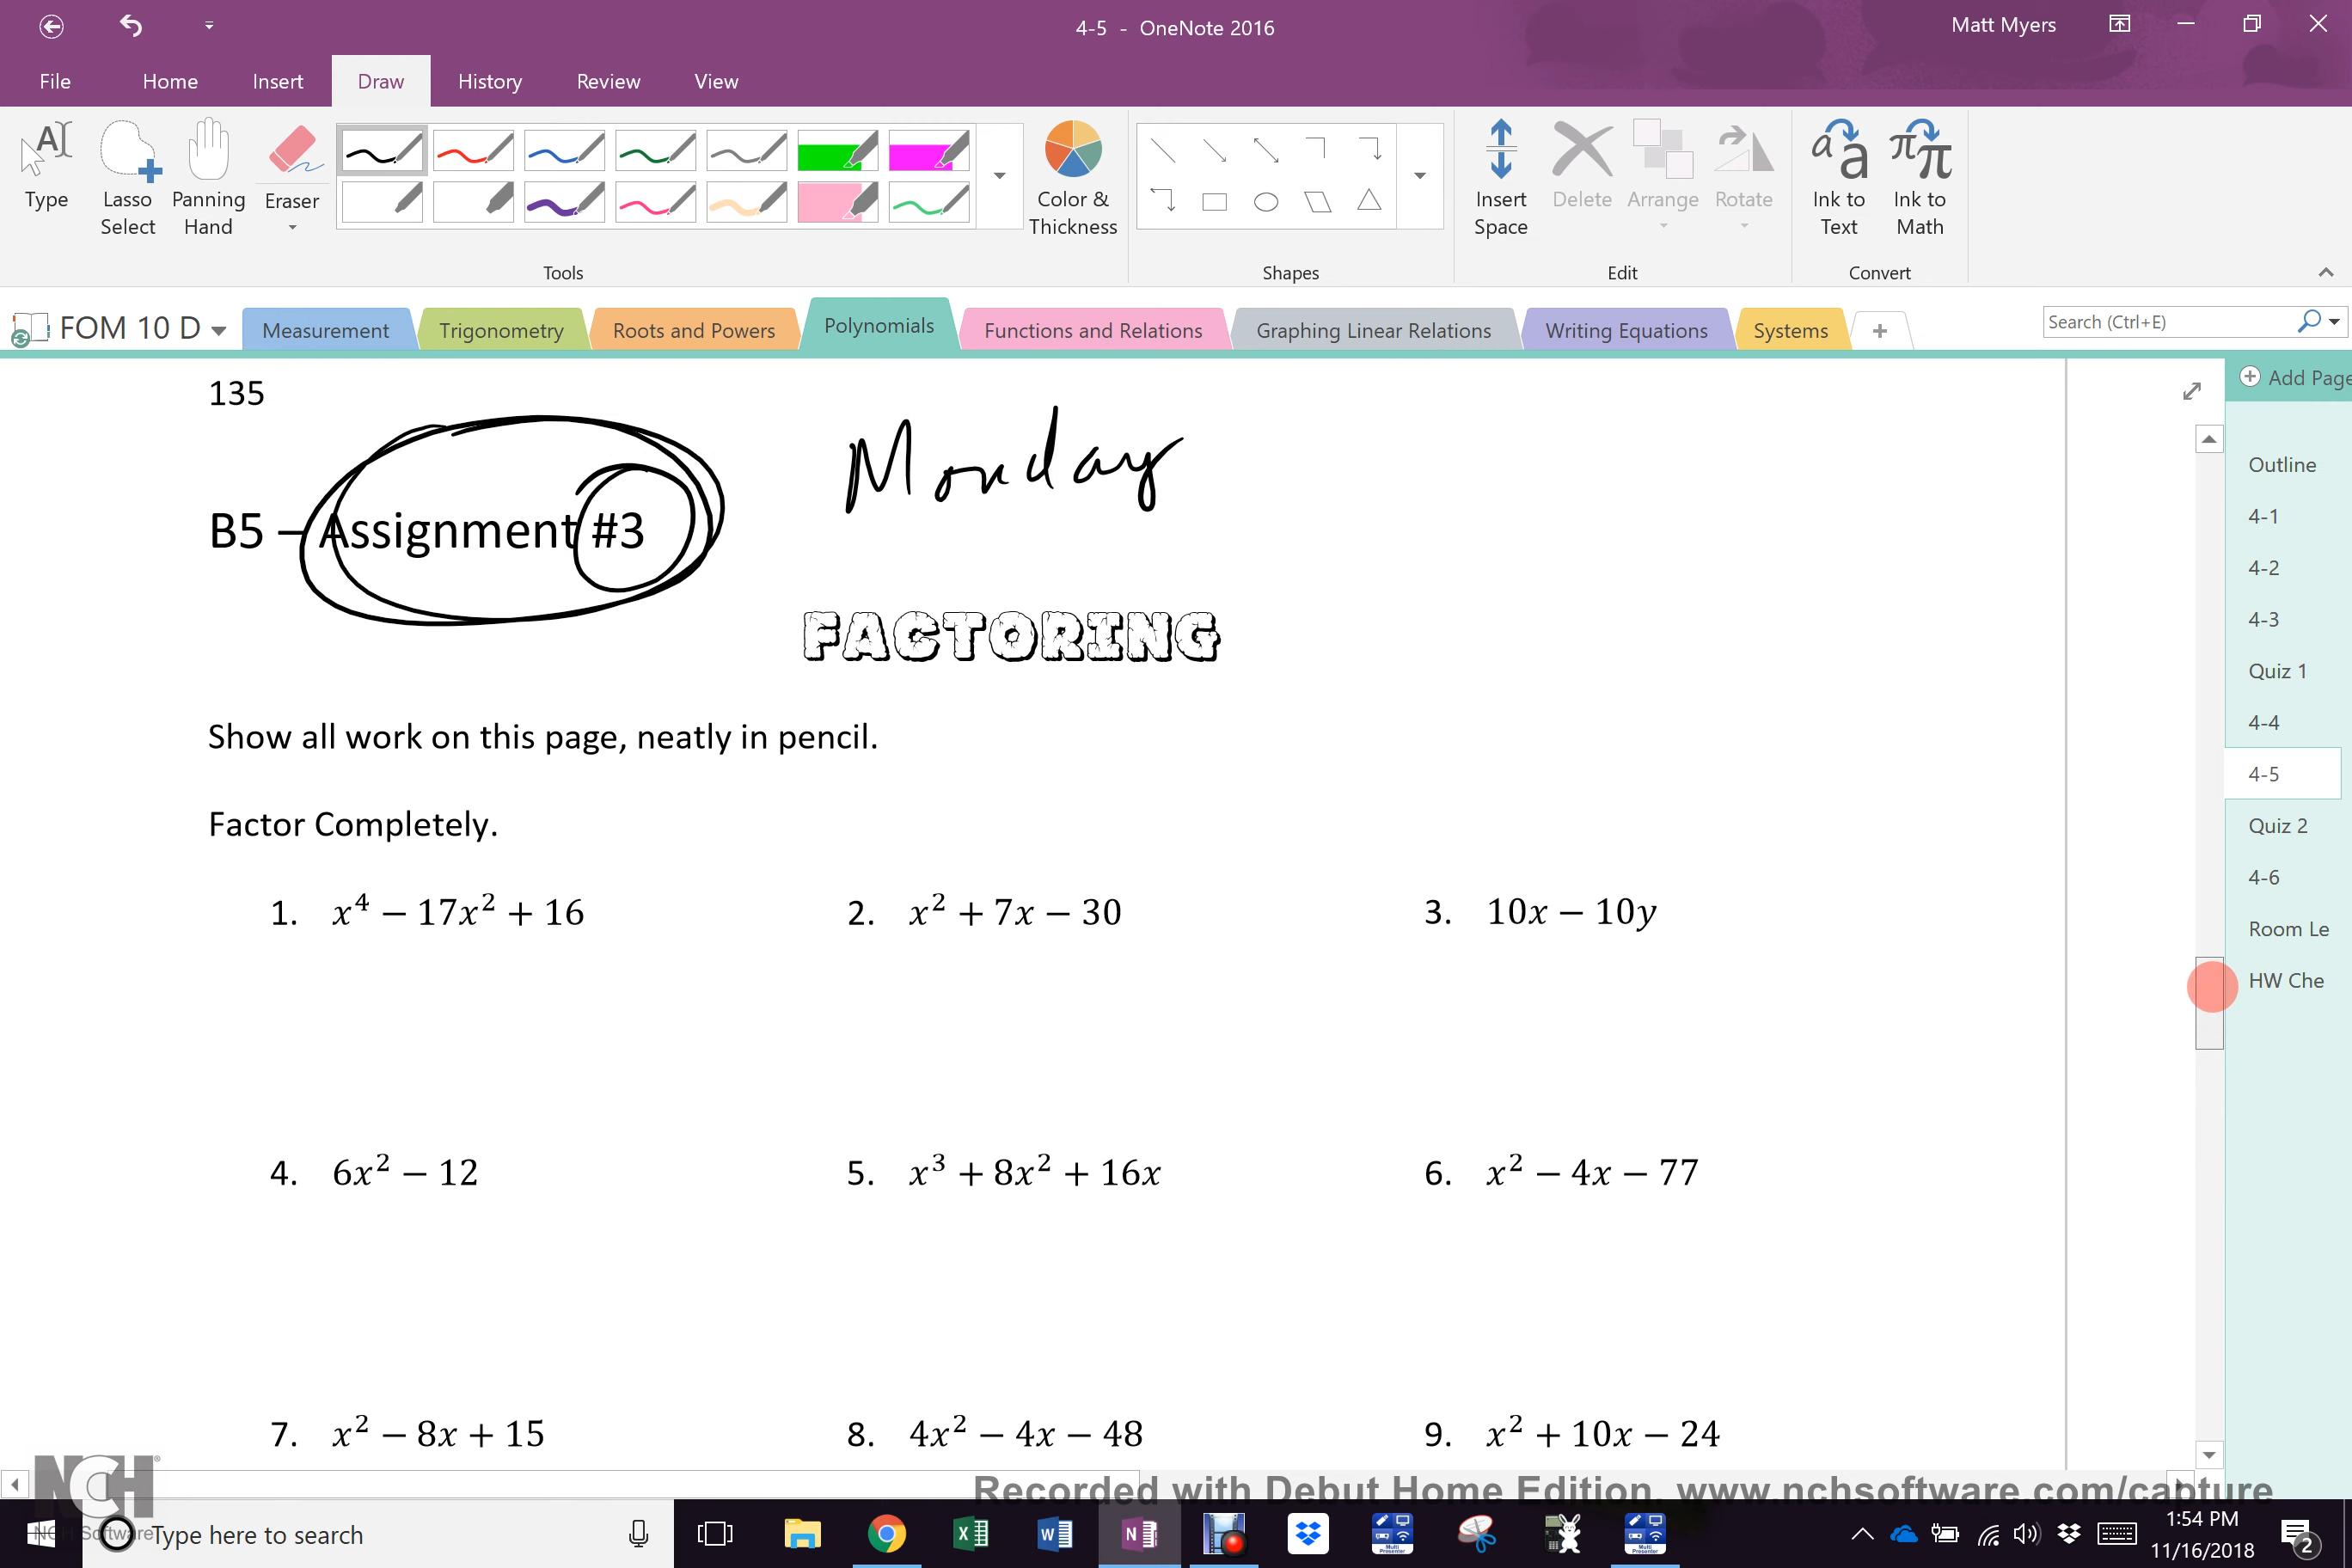 4-5 - OneNote 2016
Matt Myers
File Home Insert Draw History Review View
Type
Lasso Select
Panning Hand
Eraser
Color & Thickness
Insert Space
Delete
Arrange
Rotate
Ink to Text
Ink to Math
Tools Shapes Edit Convert
FOM 10 D Measurement Trigonometry Roots and Powers Polynomials Functions and Relations Graphing Linear Relations Writing Equations Systems
Search (Ctrl+E)
Add Page
Outline
4-1
4-2
4-3
Quiz 1
4-4
4-5
Quiz 2
4-6
Room Le
HW Che
135
Monday
B5 – Assignment #3
FACTORING
Show all work on this page, neatly in pencil.
Factor Completely.
1. x⁴ − 17x² + 16 2. x² + 7x − 30 3. 10x − 10y
4. 6x² − 12 5. x³ + 8x² + 16x 6. x² − 4x − 77
7. x² − 8x + 15 8. 4x² − 4x − 48 9. x² + 10x − 24
NCH
NCH Software
Recorded with Debut Home Edition. www.nchsoftware.com/capture
Type here to search
1:54 PM
11/16/2018
2